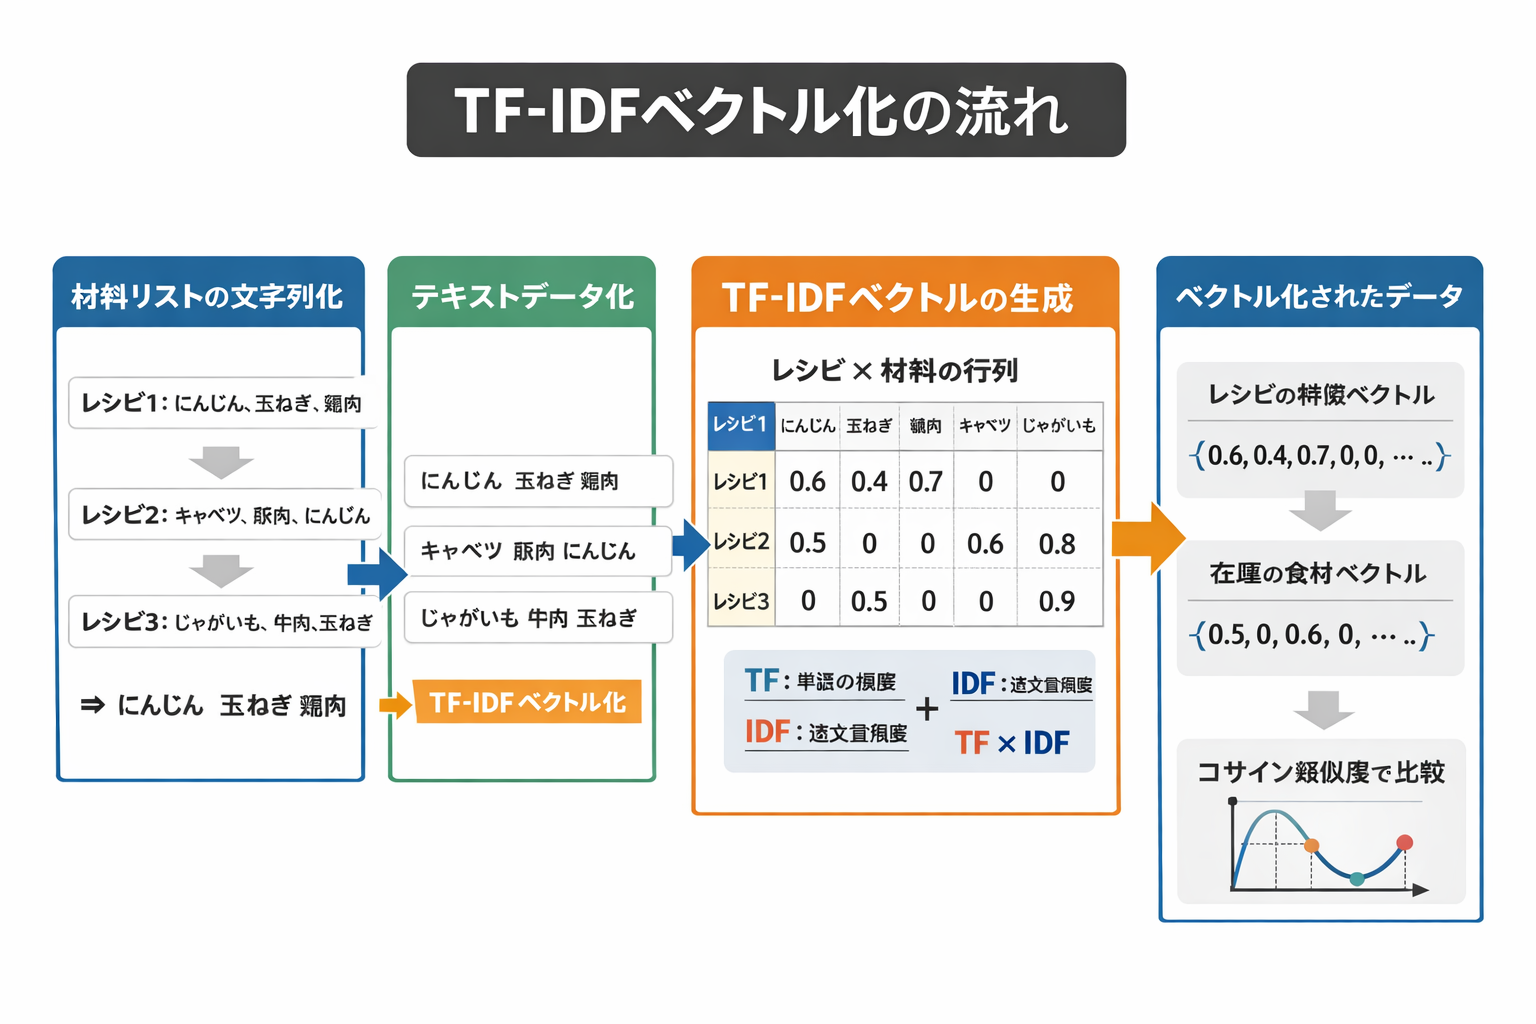 TF-IDFベクトル化の流れ
材料リストの文字列化
レシピ1: にんじん、玉ねぎ、
レシピ2: キャベツ、 にんじん
レシピ3: じゃがいも、牛肉、玉ねぎ
⇒ にんじん 玉ねぎ
テキストデータ化
にんじん 玉ねぎ
キャベツ にんじん
じゃがいも 牛肉 玉ねぎ
TF-IDFベクトル化
TF-IDFベクトルの生成
レシピ × 材料の行列
レシピ1 にんじん 玉ねぎ キャベツ じゃがいも
レシピ1 0.6 0.4 0.7 0 0
レシピ2 0.5 0 0 0.6 0.8
レシピ3 0 0.5 0 0 0.9
TF: 単語の
IDF:
+
IDF:
TF × IDF
ベクトル化されたデータ
レシピの ベクトル
{0.6, 0.4, 0.7, 0, 0, … ..}
の食材ベクトル
{0.5, 0, 0.6, 0, … ..}
コサイン で比較